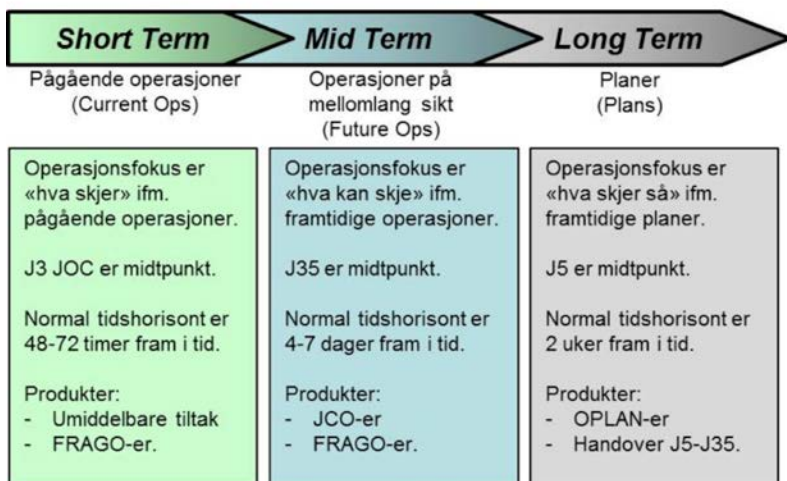 Short Term
Mid Term
Long Term
Pågående operasjoner
(Current Ops)
Operasjoner på
mellomlang sikt
(Future Ops)
Planer
(Plans)
Operasjonsfokus er
«hva skjer» ifm.
pågående operasjoner.
J3 JOC er midtpunkt.
Normal tidshorisont er
48-72 timer fram i tid.
Produkter:
- Umiddelbare tiltak
- FRAGO-er.
Operasjonsfokus er
«hva kan skje» ifm.
framtidige operasjoner.
J35 er midtpunkt.
Normal tidshorisont er
4-7 dager fram i tid.
Produkter:
- JCO-er
- FRAGO-er.
Operasjonsfokus er
«hva skjer så» ifm.
framtidige planer.
J5 er midtpunkt.
Normal tidshorisont er
2 uker fram i tid.
Produkter:
- OPLAN-er
- Handover J5-J35.